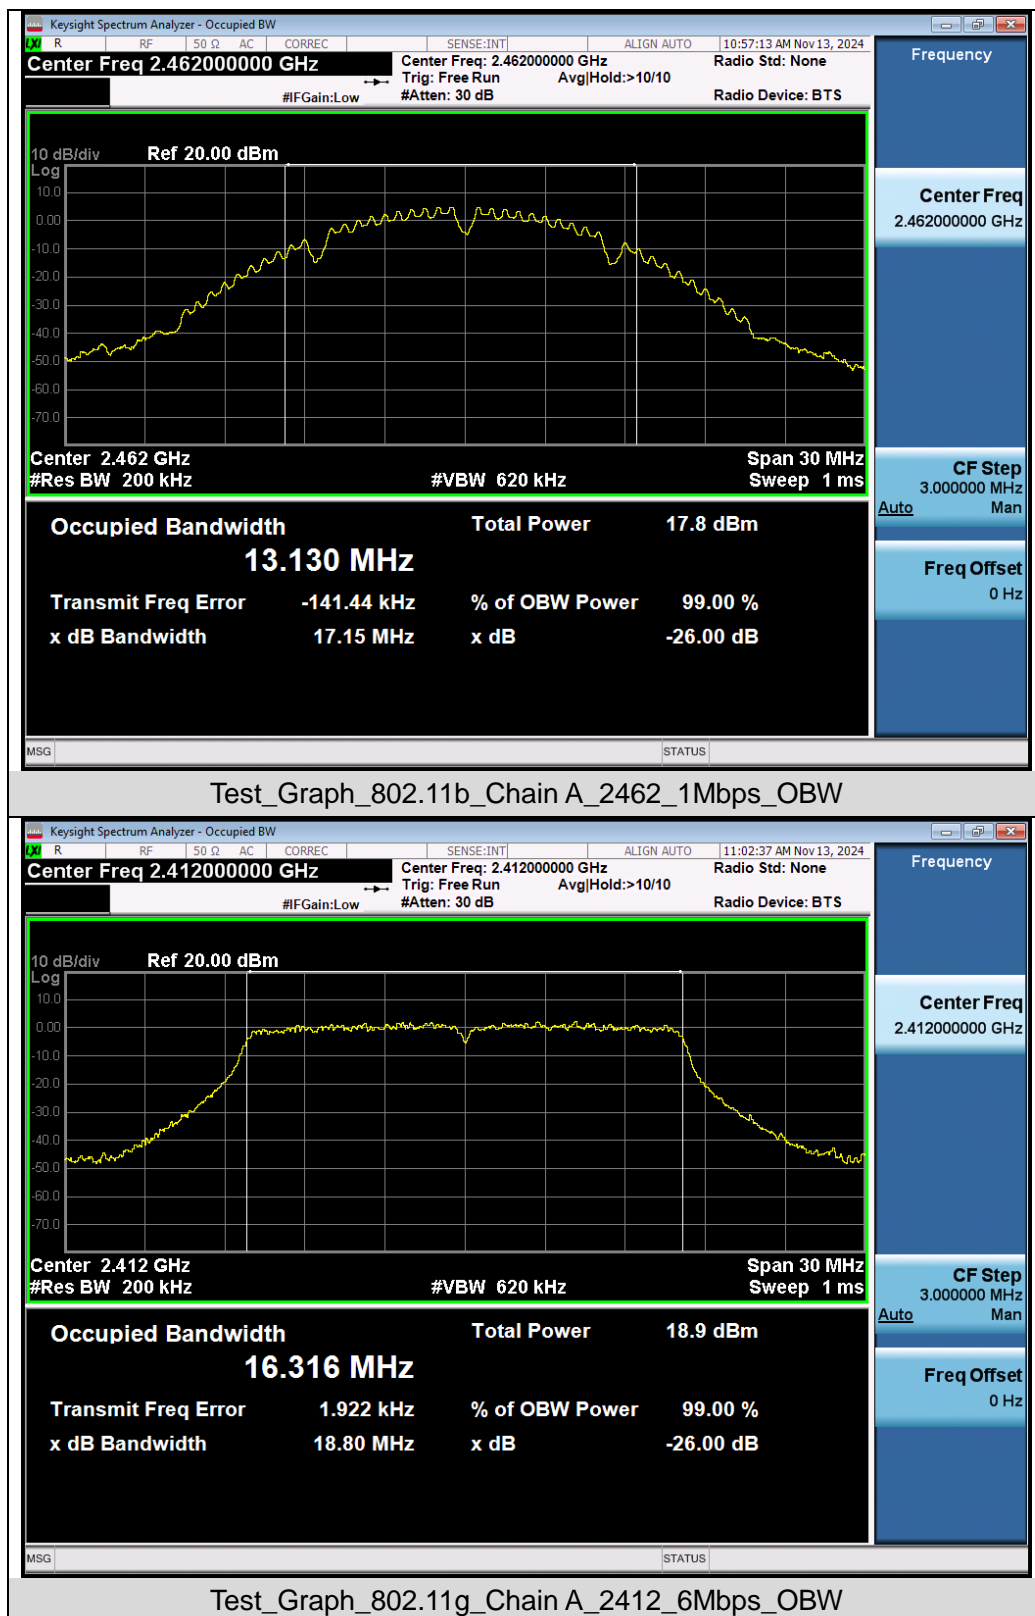 Keysight Spectrum Analyzer - Occupied BW
LXI R RF 50 Ω AC CORREC SENSE:INT ALIGN AUTO 10:57:13 AM Nov 13, 2024
Center Freq 2.462000000 GHz
Center Freq: 2.462000000 GHz Radio Std: None
Trig: Free Run Avg|Hold:>10/10
#IFGain:Low #Atten: 30 dB Radio Device: BTS
10 dB/div Ref 20.00 dBm
Log
10.0
0.00
-10.0
-20.0
-30.0
-40.0
-50.0
-60.0
-70.0
Center 2.462 GHz Span 30 MHz
#Res BW 200 kHz #VBW 620 kHz Sweep 1 ms
Occupied Bandwidth Total Power 17.8 dBm
13.130 MHz
Transmit Freq Error -141.44 kHz % of OBW Power 99.00 %
x dB Bandwidth 17.15 MHz x dB -26.00 dB
MSG STATUS
Frequency
Center Freq
2.462000000 GHz
CF Step
3.000000 MHz
Auto Man
Freq Offset
0 Hz
Test_Graph_802.11b_Chain A_2462_1Mbps_OBW
Keysight Spectrum Analyzer - Occupied BW
LXI R RF 50 Ω AC CORREC SENSE:INT ALIGN AUTO 11:02:37 AM Nov 13, 2024
Center Freq 2.412000000 GHz
Center Freq: 2.412000000 GHz Radio Std: None
Trig: Free Run Avg|Hold:>10/10
#IFGain:Low #Atten: 30 dB Radio Device: BTS
10 dB/div Ref 20.00 dBm
Log
10.0
0.00
-10.0
-20.0
-30.0
-40.0
-50.0
-60.0
-70.0
Center 2.412 GHz Span 30 MHz
#Res BW 200 kHz #VBW 620 kHz Sweep 1 ms
Occupied Bandwidth Total Power 18.9 dBm
16.316 MHz
Transmit Freq Error 1.922 kHz % of OBW Power 99.00 %
x dB Bandwidth 18.80 MHz x dB -26.00 dB
MSG STATUS
Frequency
Center Freq
2.412000000 GHz
CF Step
3.000000 MHz
Auto Man
Freq Offset
0 Hz
Test_Graph_802.11g_Chain A_2412_6Mbps_OBW